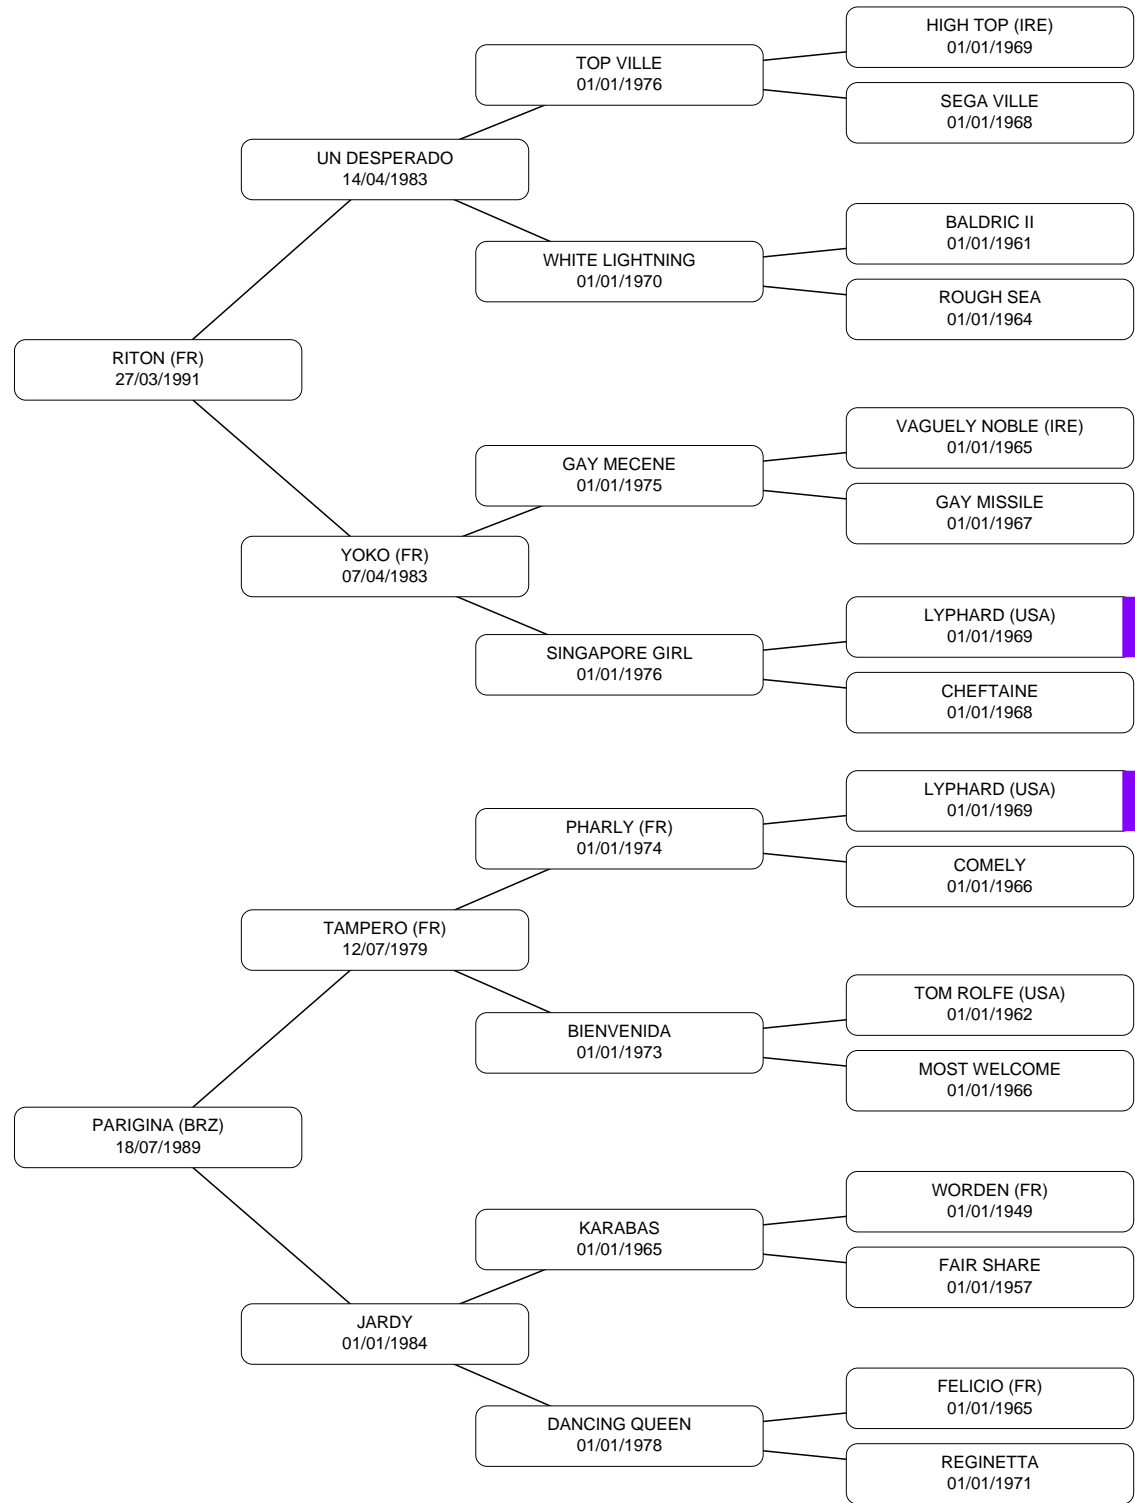 HIGH TOP (IRE)
01/01/1969
TOP VILLE
01/01/1976
SEGA VILLE
01/01/1968
UN DESPERADO
14/04/1983
BALDRIC II
01/01/1961
WHITE LIGHTNING
01/01/1970
ROUGH SEA
01/01/1964
RITON (FR)
27/03/1991
VAGUELY NOBLE (IRE)
01/01/1965
GAY MECENE
01/01/1975
GAY MISSILE
01/01/1967
YOKO (FR)
07/04/1983
LYPHARD (USA)
01/01/1969
SINGAPORE GIRL
01/01/1976
CHEFTAINE
01/01/1968
LYPHARD (USA)
01/01/1969
PHARLY (FR)
01/01/1974
COMELY
01/01/1966
TAMPERO (FR)
12/07/1979
TOM ROLFE (USA)
01/01/1962
BIENVENIDA
01/01/1973
MOST WELCOME
01/01/1966
PARIGINA (BRZ)
18/07/1989
WORDEN (FR)
01/01/1949
KARABAS
01/01/1965
FAIR SHARE
01/01/1957
JARDY
01/01/1984
FELICIO (FR)
01/01/1965
DANCING QUEEN
01/01/1978
REGINETTA
01/01/1971